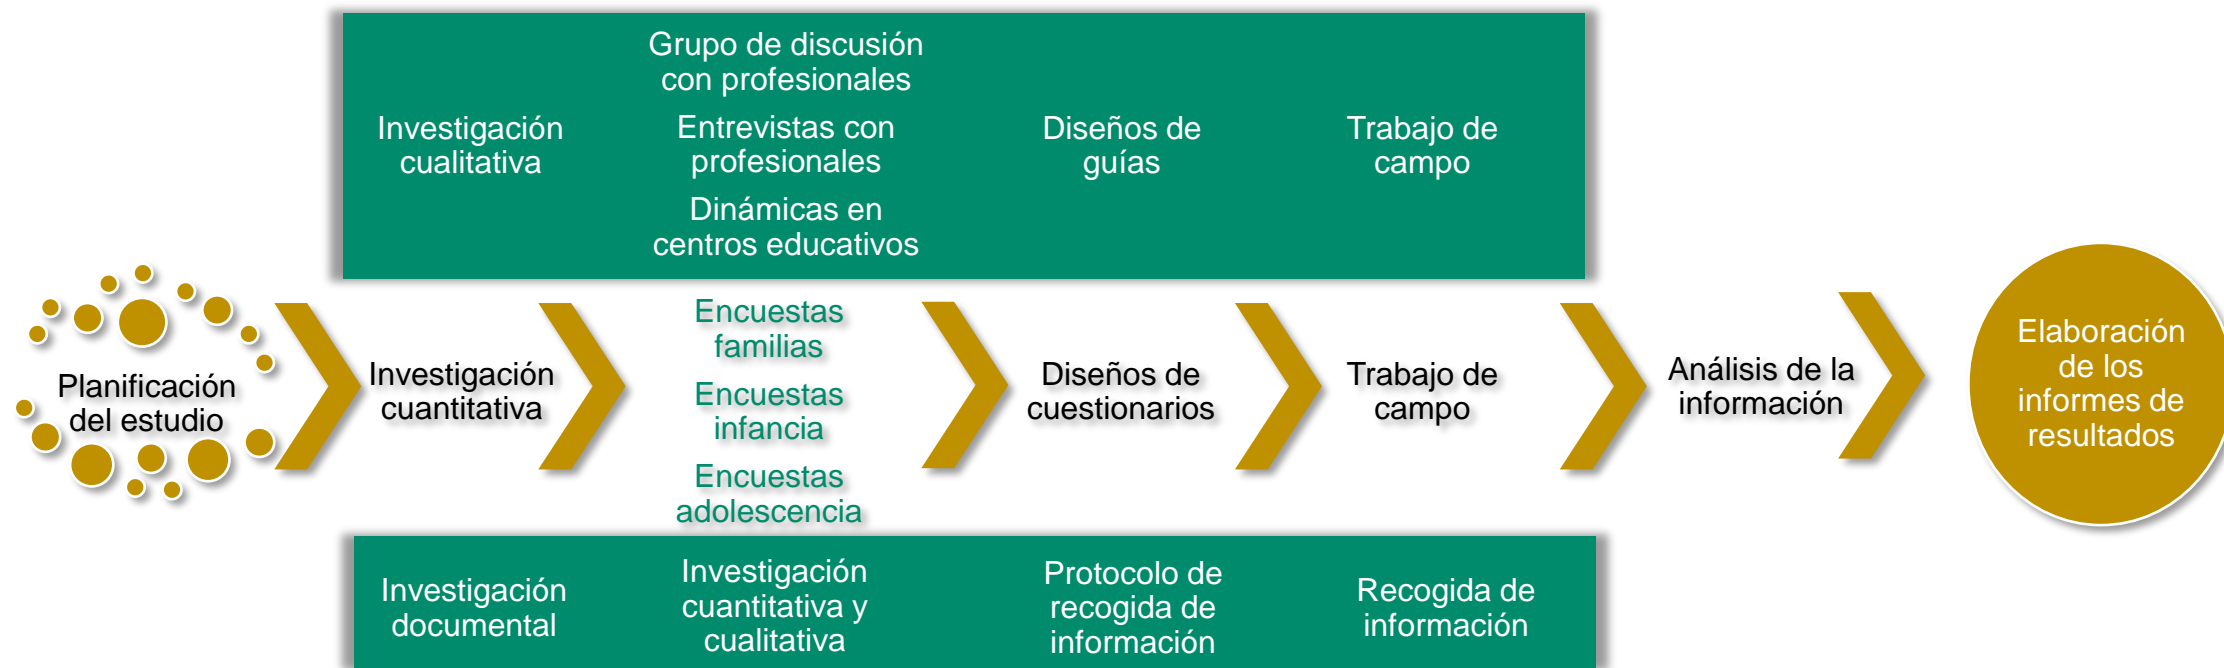 Investigación
cualitativa
Grupo de discusión
con profesionales
Entrevistas con
profesionales
Dinámicas en
centros educativos
Diseños de
guías
Trabajo de
campo
Planificación
del estudio
Investigación
cuantitativa
Encuestas
familias
Encuestas
infancia
Encuestas
adolescencia
Diseños de
cuestionarios
Trabajo de
campo
Análisis de la
información
Elaboración
de los
informes de
resultados
Investigación
documental
Investigación
cuantitativa y
cualitativa
Protocolo de
recogida de
información
Recogida de
información